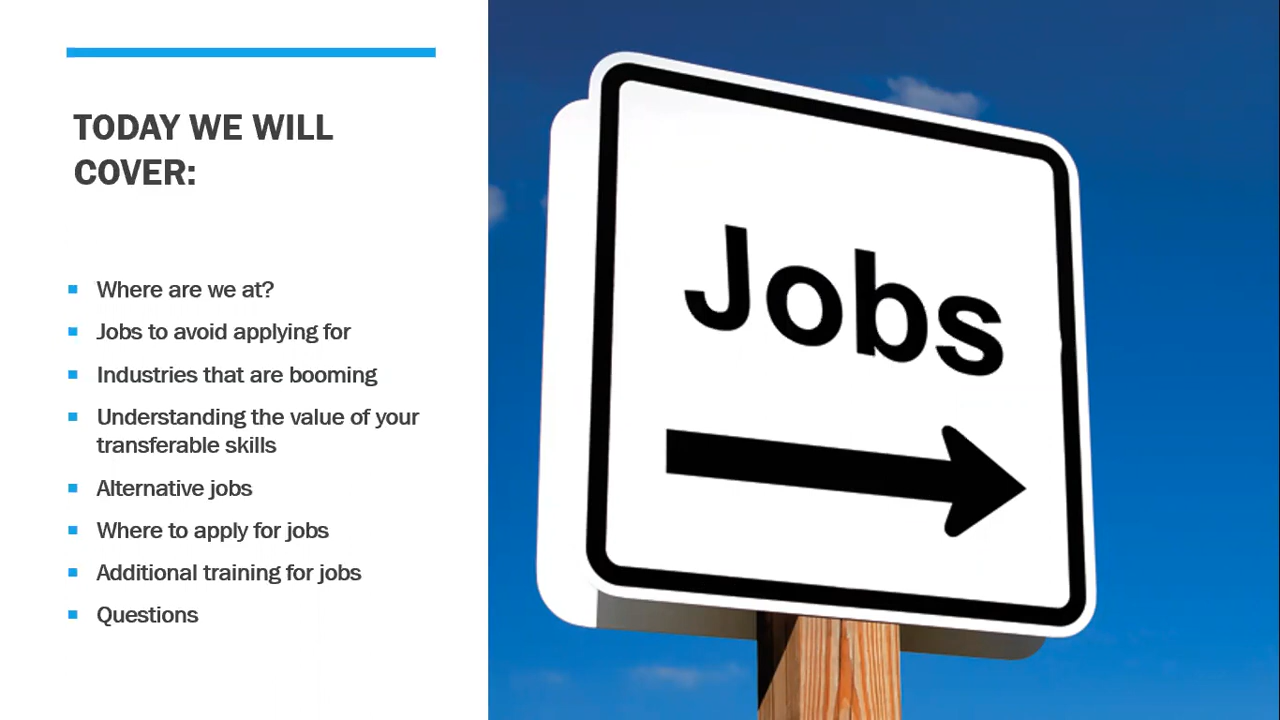 TODAY WE WILL
COVER:
Where are we at?
Jobs to avoid applying for
Industries that are booming
Understanding the value of your
transferable skills
Alternative jobs
Where to apply for jobs
Additional training for jobs
Questions
Jobs